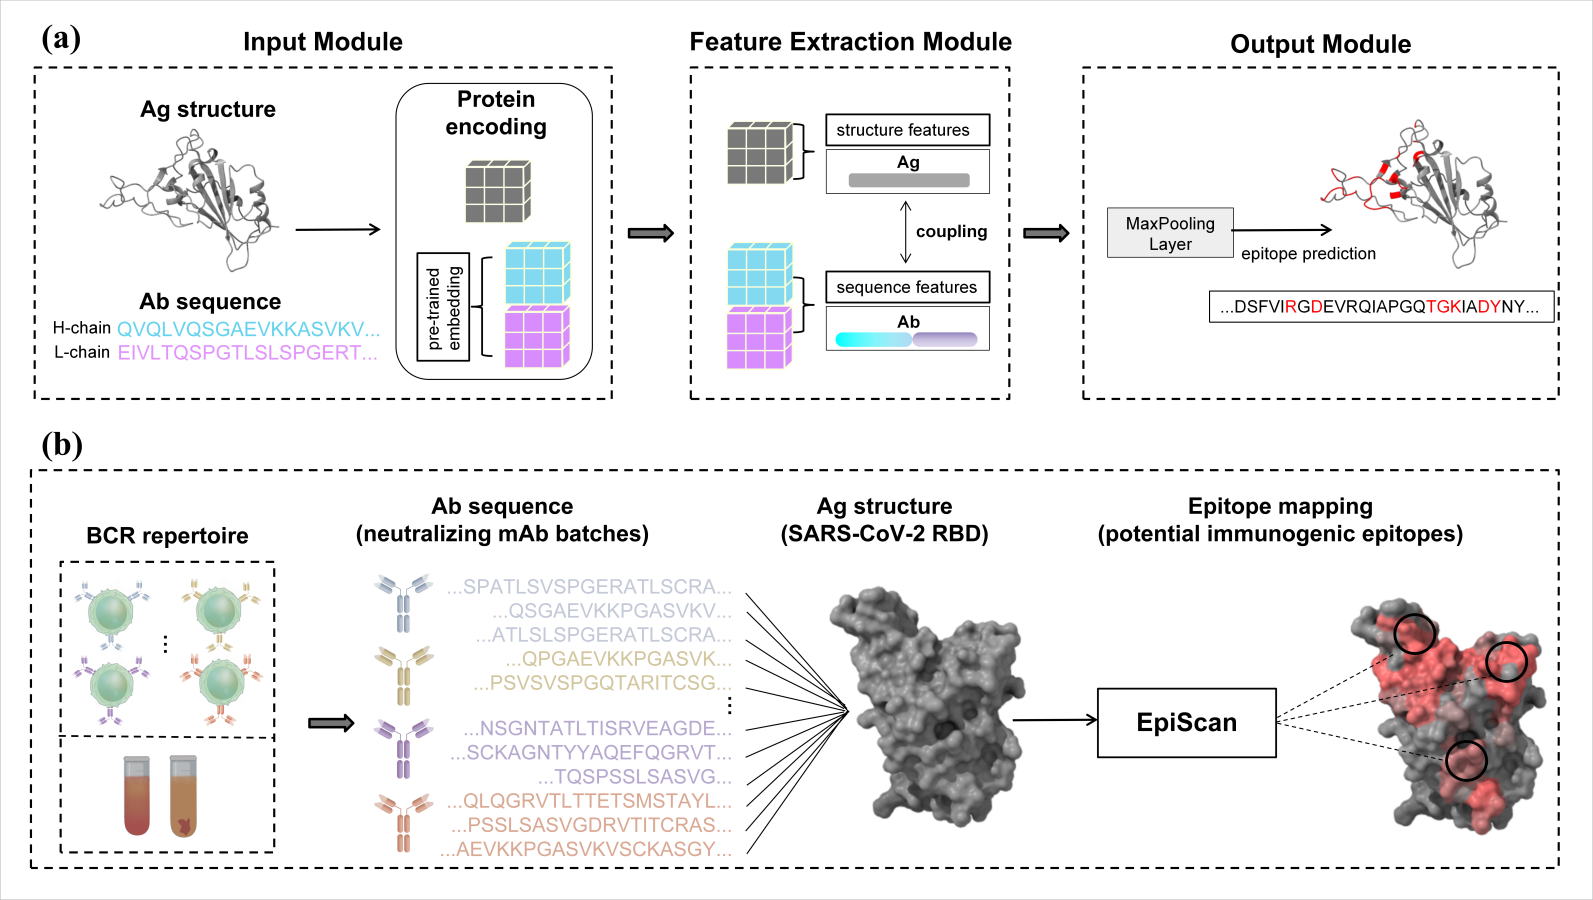 (a)
Input Module
Feature Extraction Module
Output Module
Ag structure
Protein
encoding
pre-trained
embedding
Ab sequence
H-chain QVQLVQSGAEVKKASVKV...
L-chain EIVLTQSPGTLSLSPGERT...
structure features
Ag
coupling
sequence features
Ab
MaxPooling
Layer
epitope prediction
...DSFVIRGDEVRQIAPGQTGKIADYNY...
(b)
BCR repertoire
Ab sequence
(neutralizing mAb batches)
Ag structure
(SARS-CoV-2 RBD)
Epitope mapping
(potential immunogenic epitopes)
...SPATLSVSPGERATLSCRA...
...QSGAEVKKPGASVKV...
...ATLSLSPGERATLSCRA...
...QPGAEVKKPGASVK...
...PSVSVSPGQTARITCSG...
...NSGNTATLTISRVEAGDE...
...SCKAGNTYYAQEFQGRVT...
...TQSPSSLSASVG...
...QLQGRVTLTTETSMSTAYL...
...PSSLSASVGDRVTITCRAS...
...AEVKKPGASVKVSCKASGY...
EpiScan